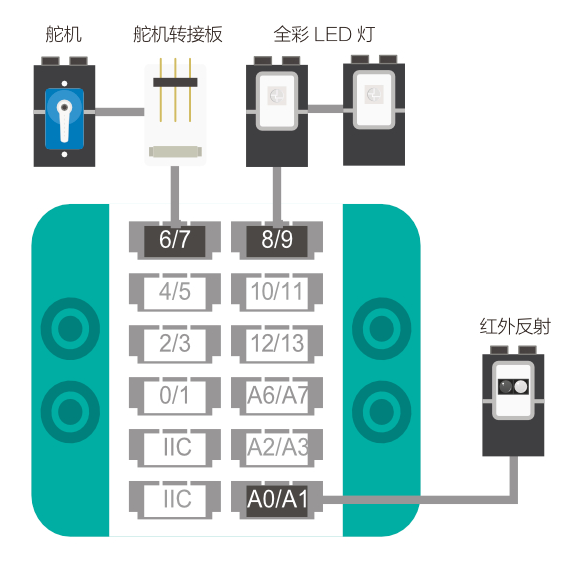 舵机
舵机转接板
全彩 LED 灯
6/7
8/9
4/5
10/11
2/3
12/13
红外反射
0/1
A6/A7
IIC
A2/A3
IIC
A0/A1